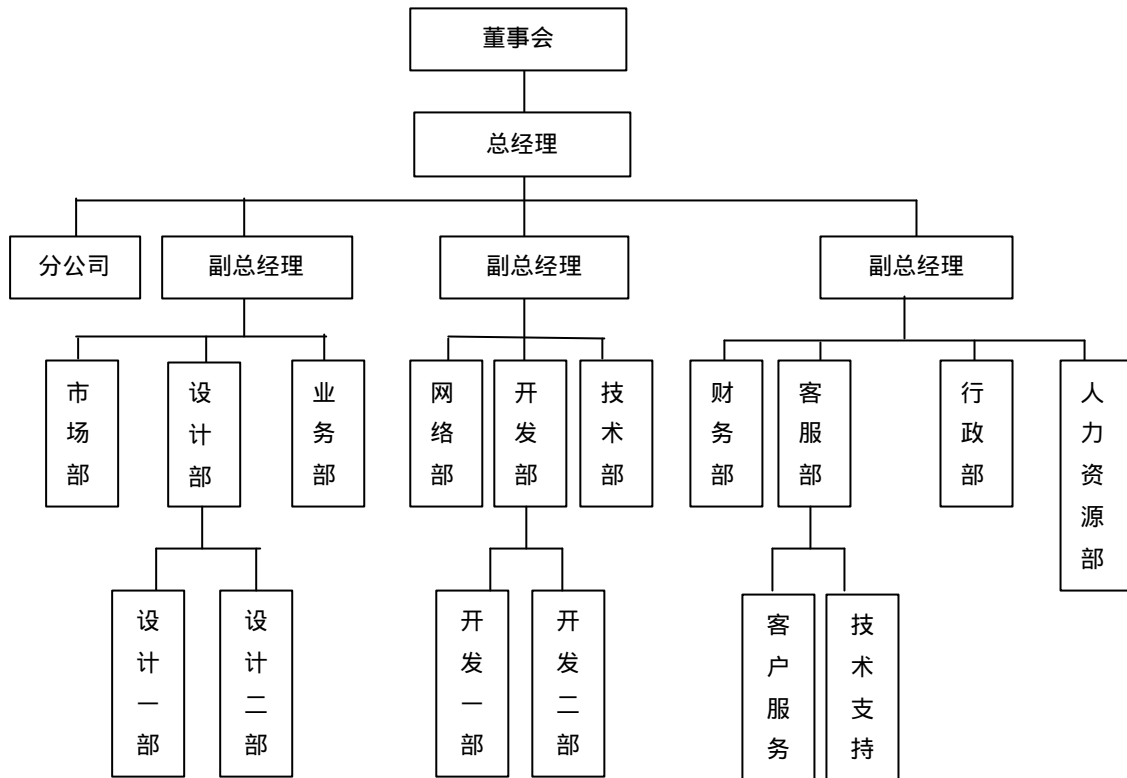 董事会
总经理
分公司
副总经理
副总经理
副总经理
市场部
设计部
业务部
网络部
开发部
技术部
财务部
客服部
行政部
人力资源部
设计一部
设计二部
开发一部
开发二部
客户服务
技术支持